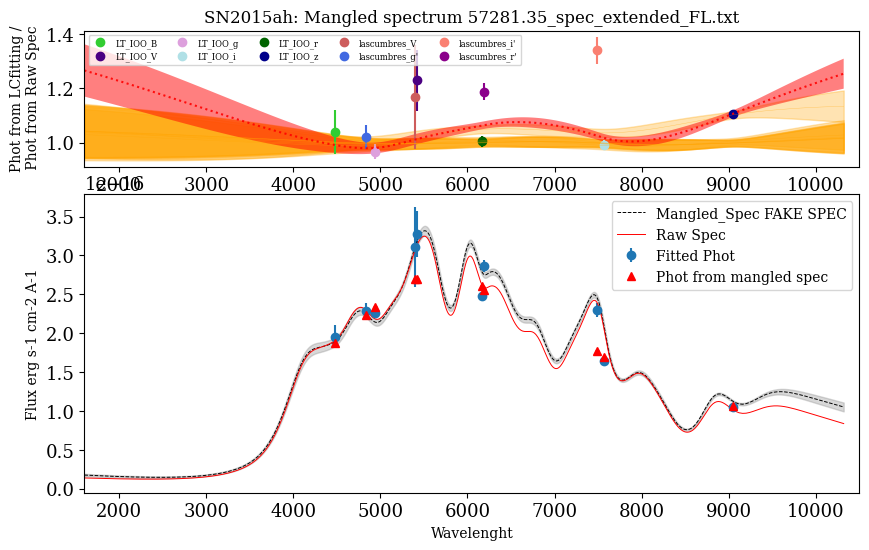 SN2015ah: Mangled spectrum 57281.35_spec_extended_FL.txt
Phot from LCfitting /
Phot from Raw Spec
1.4
1.2
1.0
LT_IOO_B
LT_IOO_g
LT_IOO_r
lascumbres_V
lascumbres_i'
LT_IOO_V
LT_IOO_i
LT_IOO_z
lascumbres_g'
lascumbres_r'
2000 3000 4000 5000 6000 7000 8000 9000 10000
1e−16
Flux erg s-1 cm-2 A-1
3.5
3.0
2.5
2.0
1.5
1.0
0.5
0.0
Mangled_Spec FAKE SPEC
Raw Spec
Fitted Phot
Phot from mangled spec
2000 3000 4000 5000 6000 7000 8000 9000 10000
Wavelenght